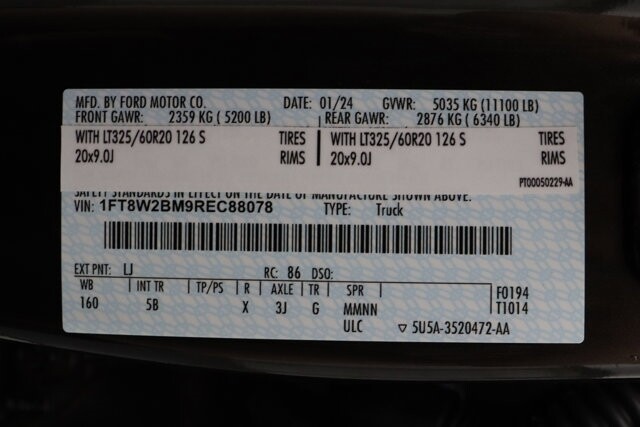 MFD. BY FORD MOTOR CO. DATE: 01/24 GVWR: 5035 KG (11100 LB)
FRONT GAWR: 2359 KG ( 5200 LB) REAR GAWR: 2876 KG ( 6340 LB)
WITH LT325/60R20 126 S TIRES WITH LT325/60R20 126 S TIRES
20x9.0J RIMS 20x9.0J RIMS
PT00050229-AA
SAFETY STANDARDS IN EFFECT ON THE DATE OF MANUFACTURE SHOWN ABOVE.
VIN: 1FT8W2BM9REC88078 TYPE: Truck
EXT PNT: LJ RC: 86 DSO:
WB INT TR TP/PS R AXLE TR SPR F0194
160 5B X 3J G MMNN T1014
ULC ▽ 5U5A-3520472-AA